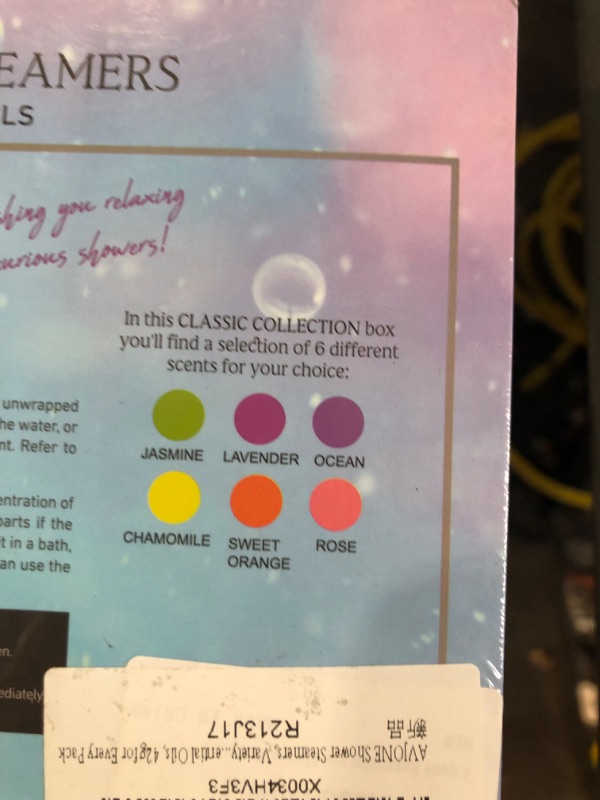 EAMERS
LS
shing you relaxing
curious showers!
In this CLASSIC COLLECTION box
you'll find a selection of 6 different
scents for your choice:
JASMINE LAVENDER OCEAN
CHAMOMILE SWEET ORANGE ROSE
unwrapped
he water, or
nt. Refer to
entration of
parts if the
t in a bath,
an use the
en.
ediately
X0034HV3F3
AVJONE Shower Steamers, Variety...ential Oils, 42g for Every Pack
新品
R213J17